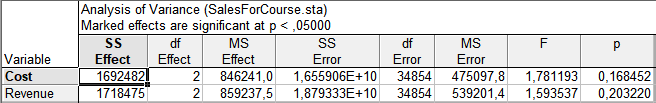 Analysis of Variance (SalesForCourse.sta)
Marked effects are significant at p < ,05000
Variable SS Effect df Effect MS Effect SS Error df Error MS Error F p
Cost 1692482 2 846241,0 1,655906E+10 34854 475097,8 1,781193 0,168452
Revenue 1718475 2 859237,5 1,879333E+10 34854 539201,4 1,593537 0,203220